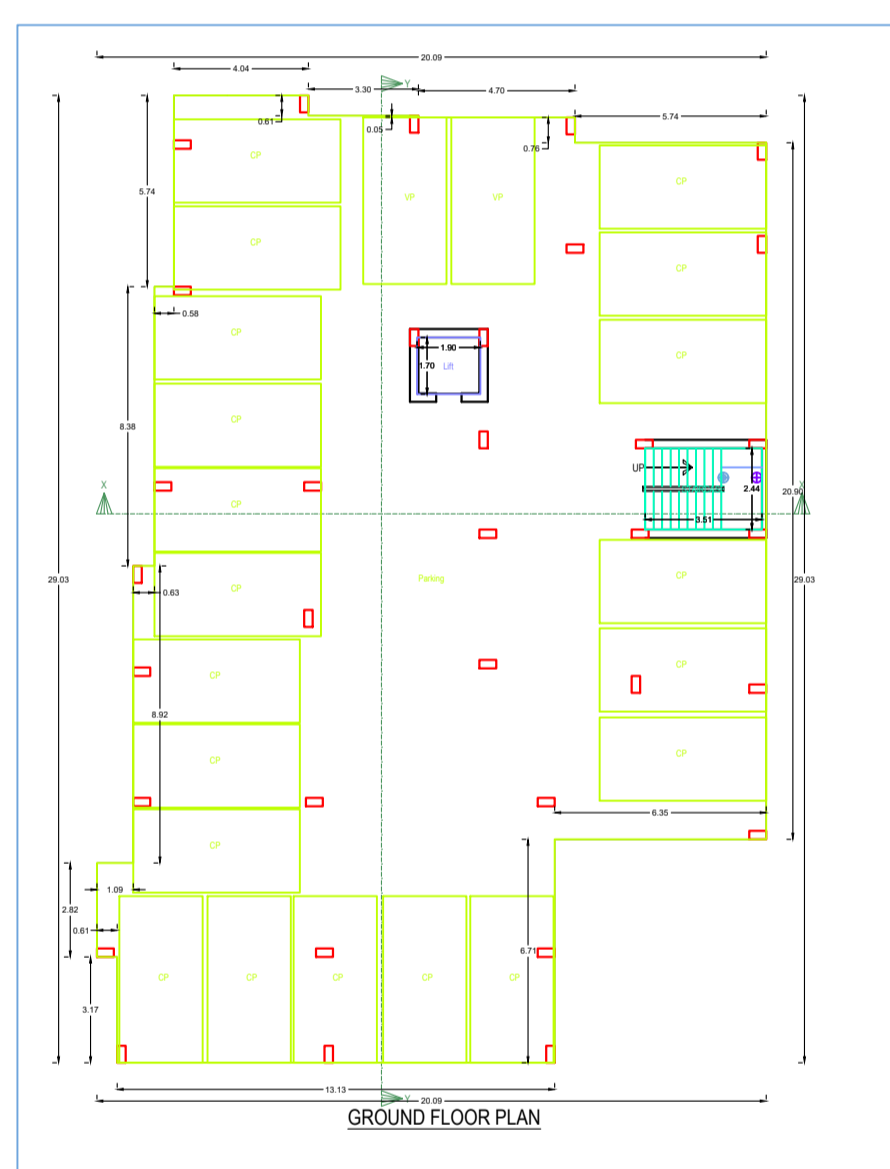 20.09
4.04
Y
3.30
4.70
5.74
0.61
0.05
0.76
CP
VP
VP
CP
5.74
CP
CP
0.58
CP
CP
1.90
1.70
Lift
8.38
CP
UP
2.44
X
CP
3.51
20.90
X
29.03
0.63
CP
Parking
CP
29.03
CP
CP
8.92
CP
CP
6.35
CP
1.09
2.82
0.61
6.71
CP
CP
CP
CP
CP
3.17
13.13
Y
20.09
GROUND FLOOR PLAN